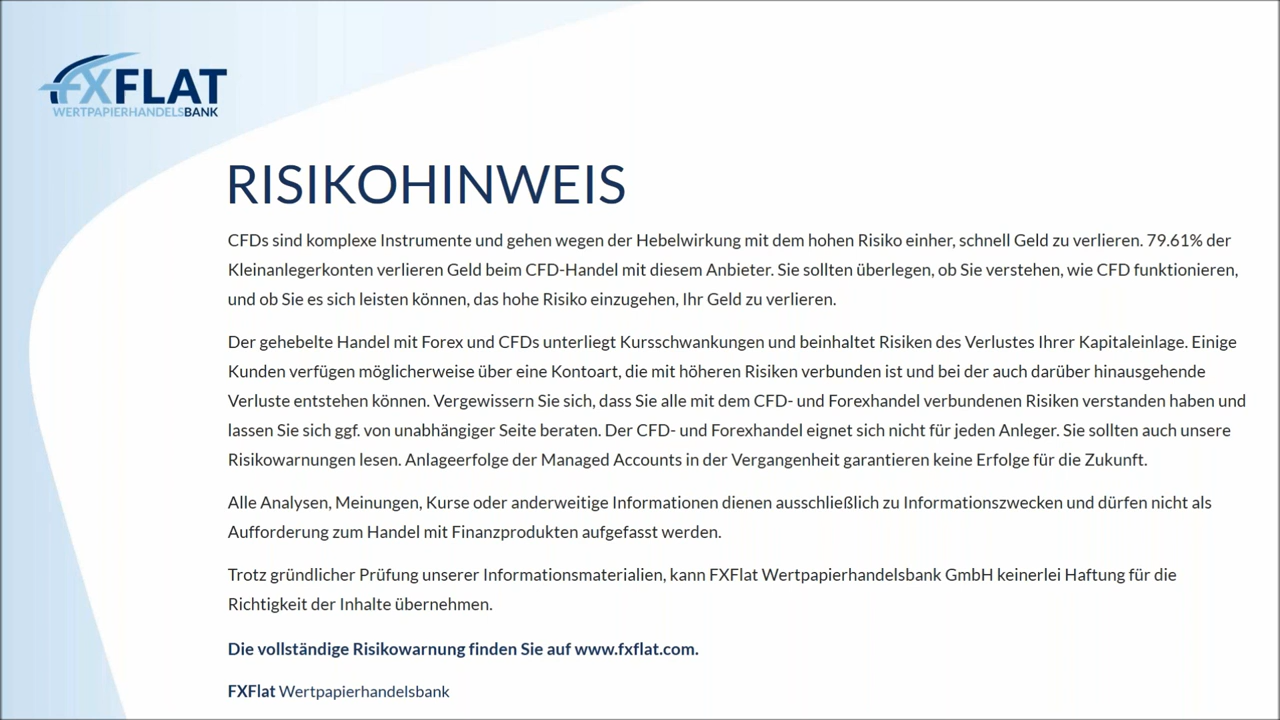 FXFLAT
WERTPAPIERHANDELSBANK
RISIKOHINWEIS
CFDs sind komplexe Instrumente und gehen wegen der Hebelwirkung mit dem hohen Risiko einher, schnell Geld zu verlieren. 79.61% der
Kleinanlegerkonten verlieren Geld beim CFD-Handel mit diesem Anbieter. Sie sollten überlegen, ob Sie verstehen, wie CFD funktionieren,
und ob Sie es sich leisten können, das hohe Risiko einzugehen, Ihr Geld zu verlieren.
Der gehebelte Handel mit Forex und CFDs unterliegt Kursschwankungen und beinhaltet Risiken des Verlustes Ihrer Kapitaleinlage. Einige
Kunden verfügen möglicherweise über eine Kontoart, die mit höheren Risiken verbunden ist und bei der auch darüber hinausgehende
Verluste entstehen können. Vergewissern Sie sich, dass Sie alle mit dem CFD- und Forexhandel verbundenen Risiken verstanden haben und
lassen Sie sich ggf. von unabhängiger Seite beraten. Der CFD- und Forexhandel eignet sich nicht für jeden Anleger. Sie sollten auch unsere
Risikowarnungen lesen. Anlageerfolge der Managed Accounts in der Vergangenheit garantieren keine Erfolge für die Zukunft.
Alle Analysen, Meinungen, Kurse oder anderweitige Informationen dienen ausschließlich zu Informationszwecken und dürfen nicht als
Aufforderung zum Handel mit Finanzprodukten aufgefasst werden.
Trotz gründlicher Prüfung unserer Informationsmaterialien, kann FXFlat Wertpapierhandelsbank GmbH keinerlei Haftung für die
Richtigkeit der Inhalte übernehmen.
Die vollständige Risikowarnung finden Sie auf www.fxflat.com.
FXFlat Wertpapierhandelsbank